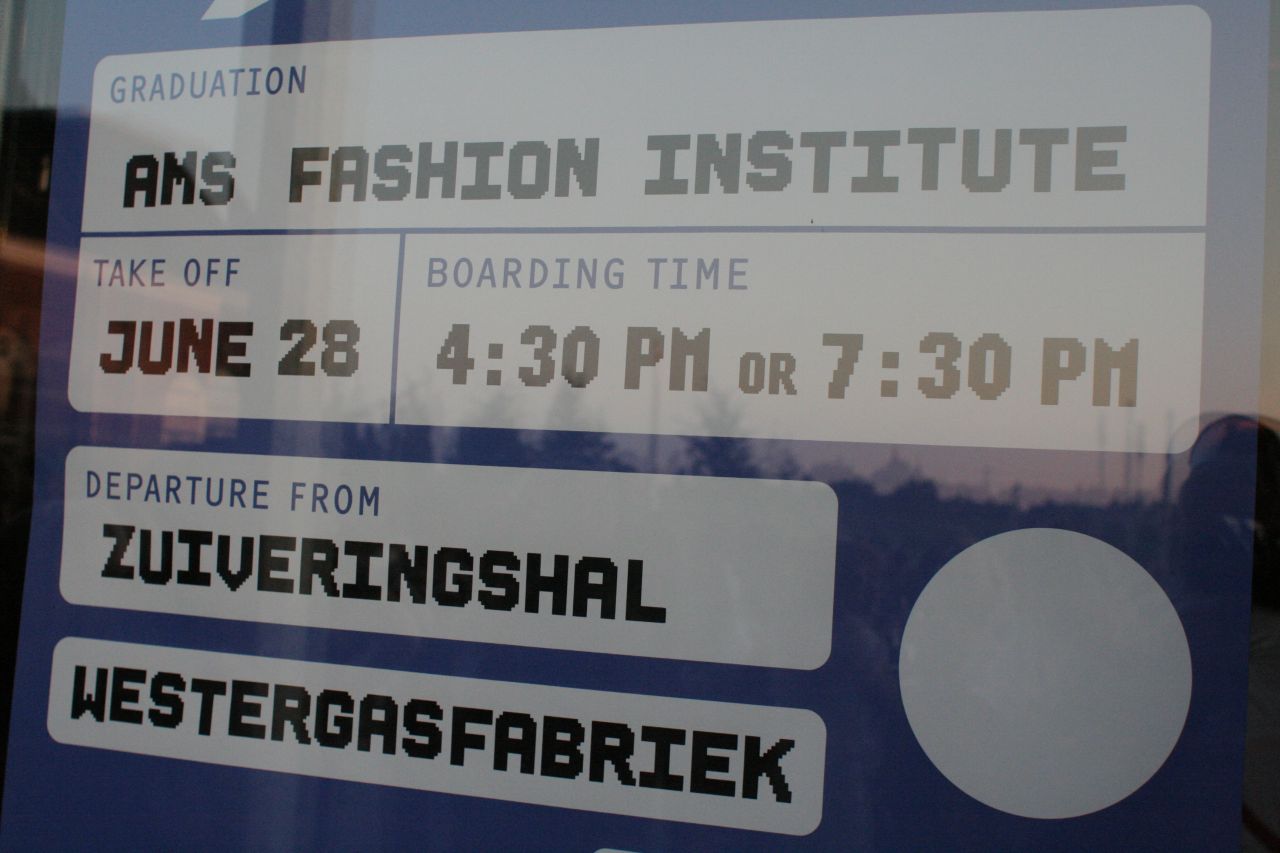 GRADUATION
AMS FASHION INSTITUTE
TAKE OFF
JUNE 28
BOARDING TIME
4:30 PM OR 7:30 PM
DEPARTURE FROM
ZUIVERINGSHAL
WESTERGASFABRIEK